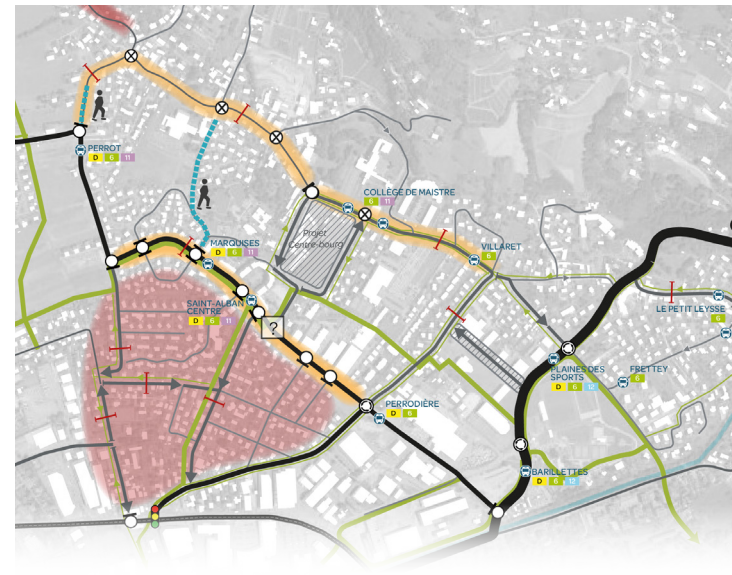 PERROT
D 6 11
COLLÈGE DE MAISTRE
6 11
Projet
Centre-bourg
MARQUISES
D 6 11
VILLARET
6
SAINT-ALBAN
CENTRE
D 6 11
?
LE PETIT LEYSSE
6
PLAINES DES
SPORTS
D 6 12
FRETTEY
6
PERRODIÈRE
D 6
BARILLETTES
D 6 12